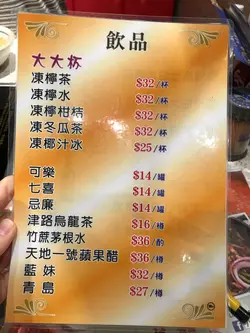 飲品
大大杯
凍檸茶 $32/杯
凍檸水 $32/杯
凍檸柑桔 $32/杯
凍冬瓜茶 $32/杯
凍椰汁冰 $25/杯
可樂 $14/罐
七喜 $14/罐
忌廉 $14/罐
津路烏龍茶 $16/樽
竹蔗茅根水 $36/酌
天地一號蘋果醋 $36/樽
藍妹 $32/樽
青島 $27/樽